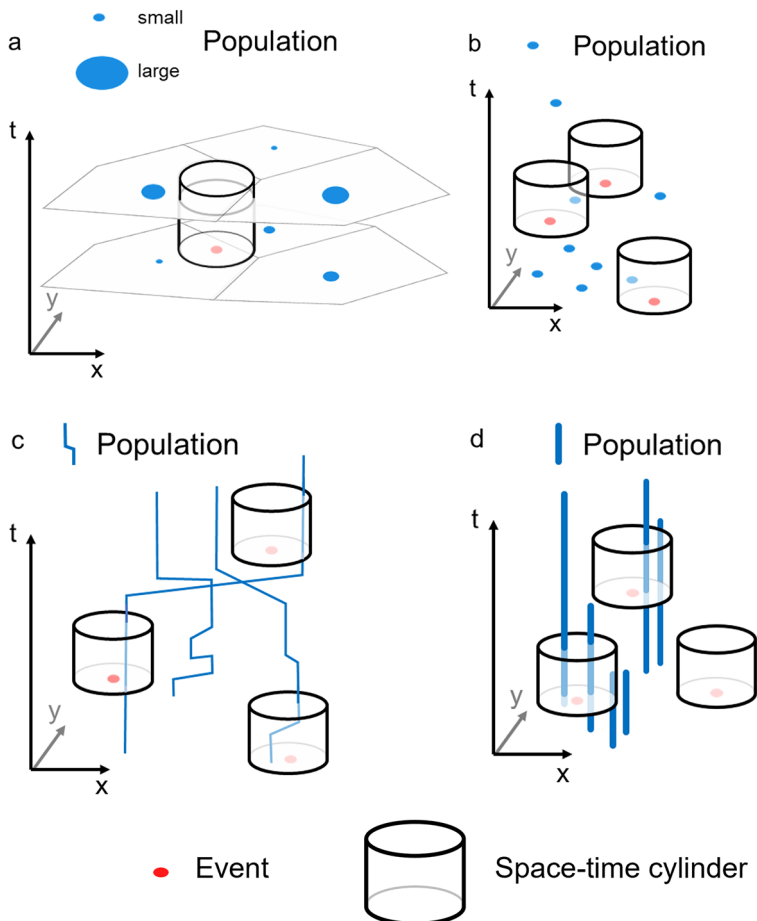 a
small
Population
large
t
y
x
b
Population
t
y
x
c
Population
t
y
x
d
Population
t
y
x
Event
Space-time cylinder